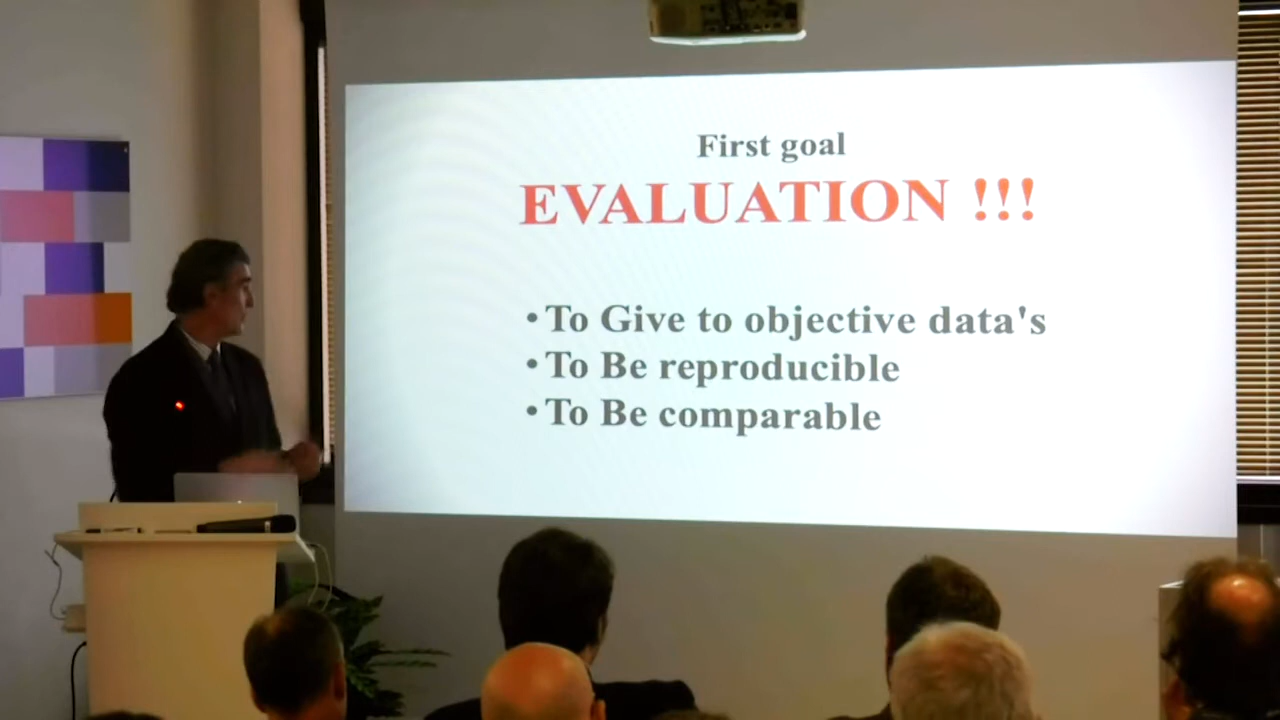 First goal
EVALUATION !!!
• To Give to objective data's
• To Be reproducible
• To Be comparable